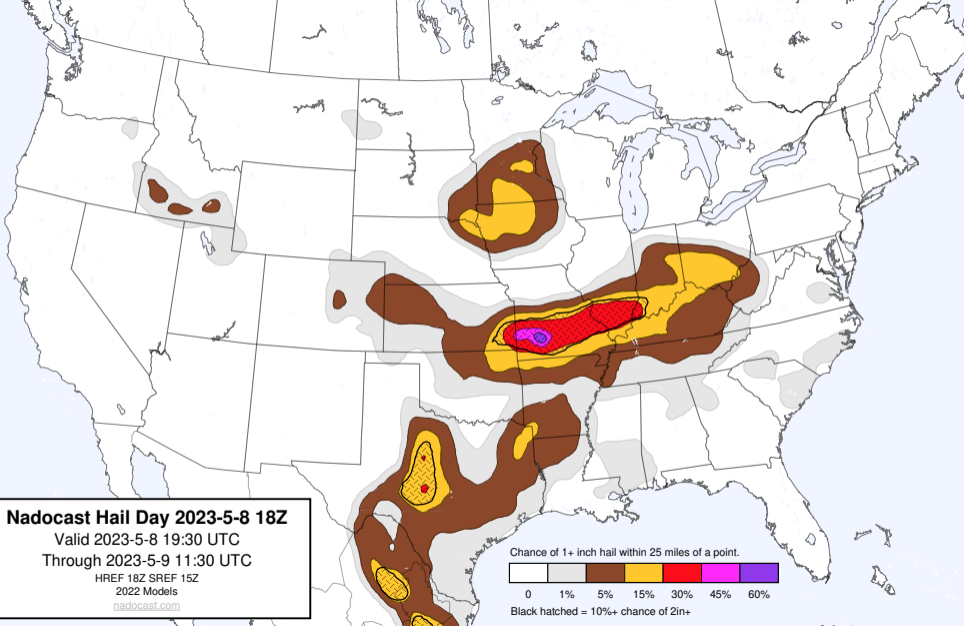 Nadocast Hail Day 2023-5-8 18Z
Valid 2023-5-8 19:30 UTC
Through 2023-5-9 11:30 UTC
HREF 18Z SREF 15Z
2022 Models
nadocast.com
Chance of 1+ inch hail within 25 miles of a point.
0 1% 5% 15% 30% 45% 60%
Black hatched = 10%+ chance of 2in+